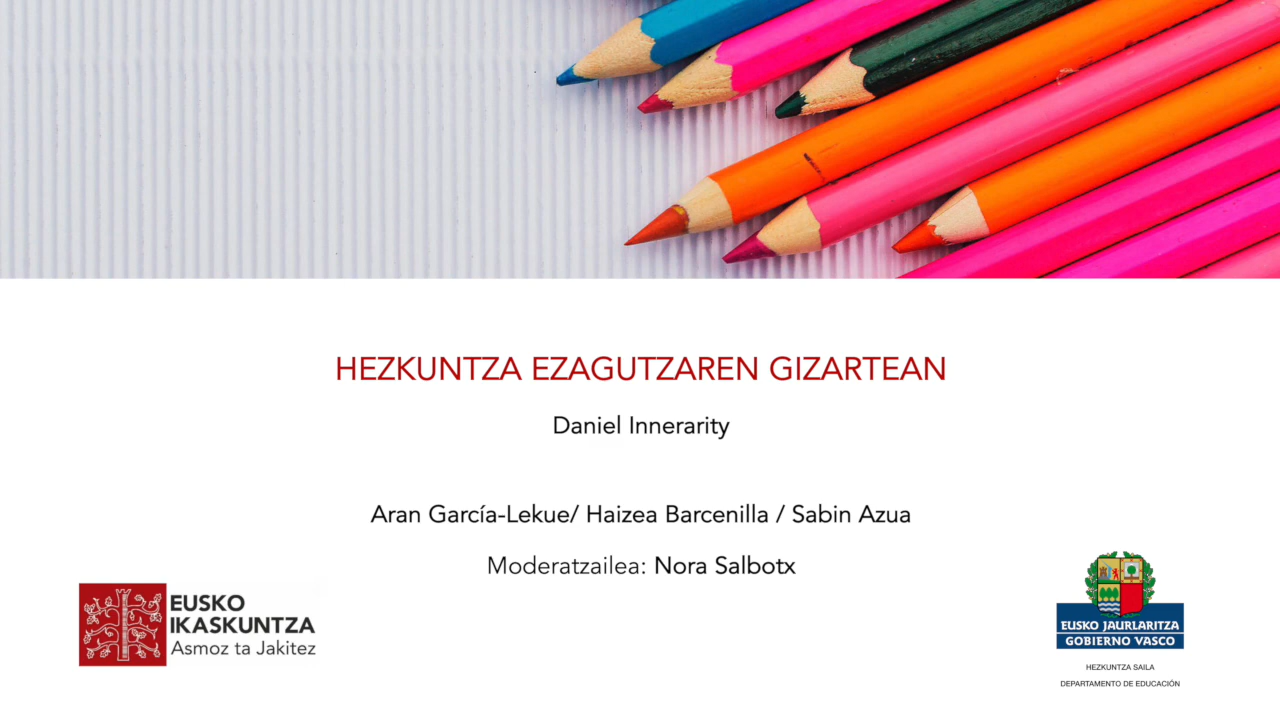 HEZKUNTZA EZAGUTZAREN GIZARTEAN
Daniel Innerarity
Aran García-Lekue/ Haizea Barcenilla / Sabin Azua
Moderatzailea: Nora Salbotx
EUSKO
IKASKUNTZA
Asmoz ta Jakitez
EUSKO JAURLARITZA
GOBIERNO VASCO
HEZKUNTZA SAILA
DEPARTAMENTO DE EDUCACIÓN